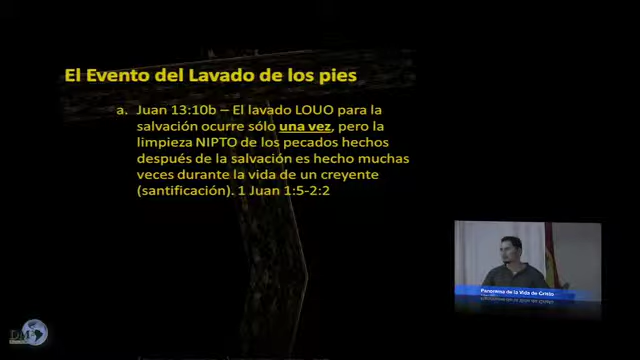 El Evento del Lavado de los pies
a. Juan 13:10b – El lavado LOUO para la
salvación ocurre sólo una vez, pero la
limpieza NIPTO de los pecados hechos
después de la salvación es hecho muchas
veces durante la vida de un creyente
(santificación). 1 Juan 1:5-2:2
Panorama de la Vida de Cristo